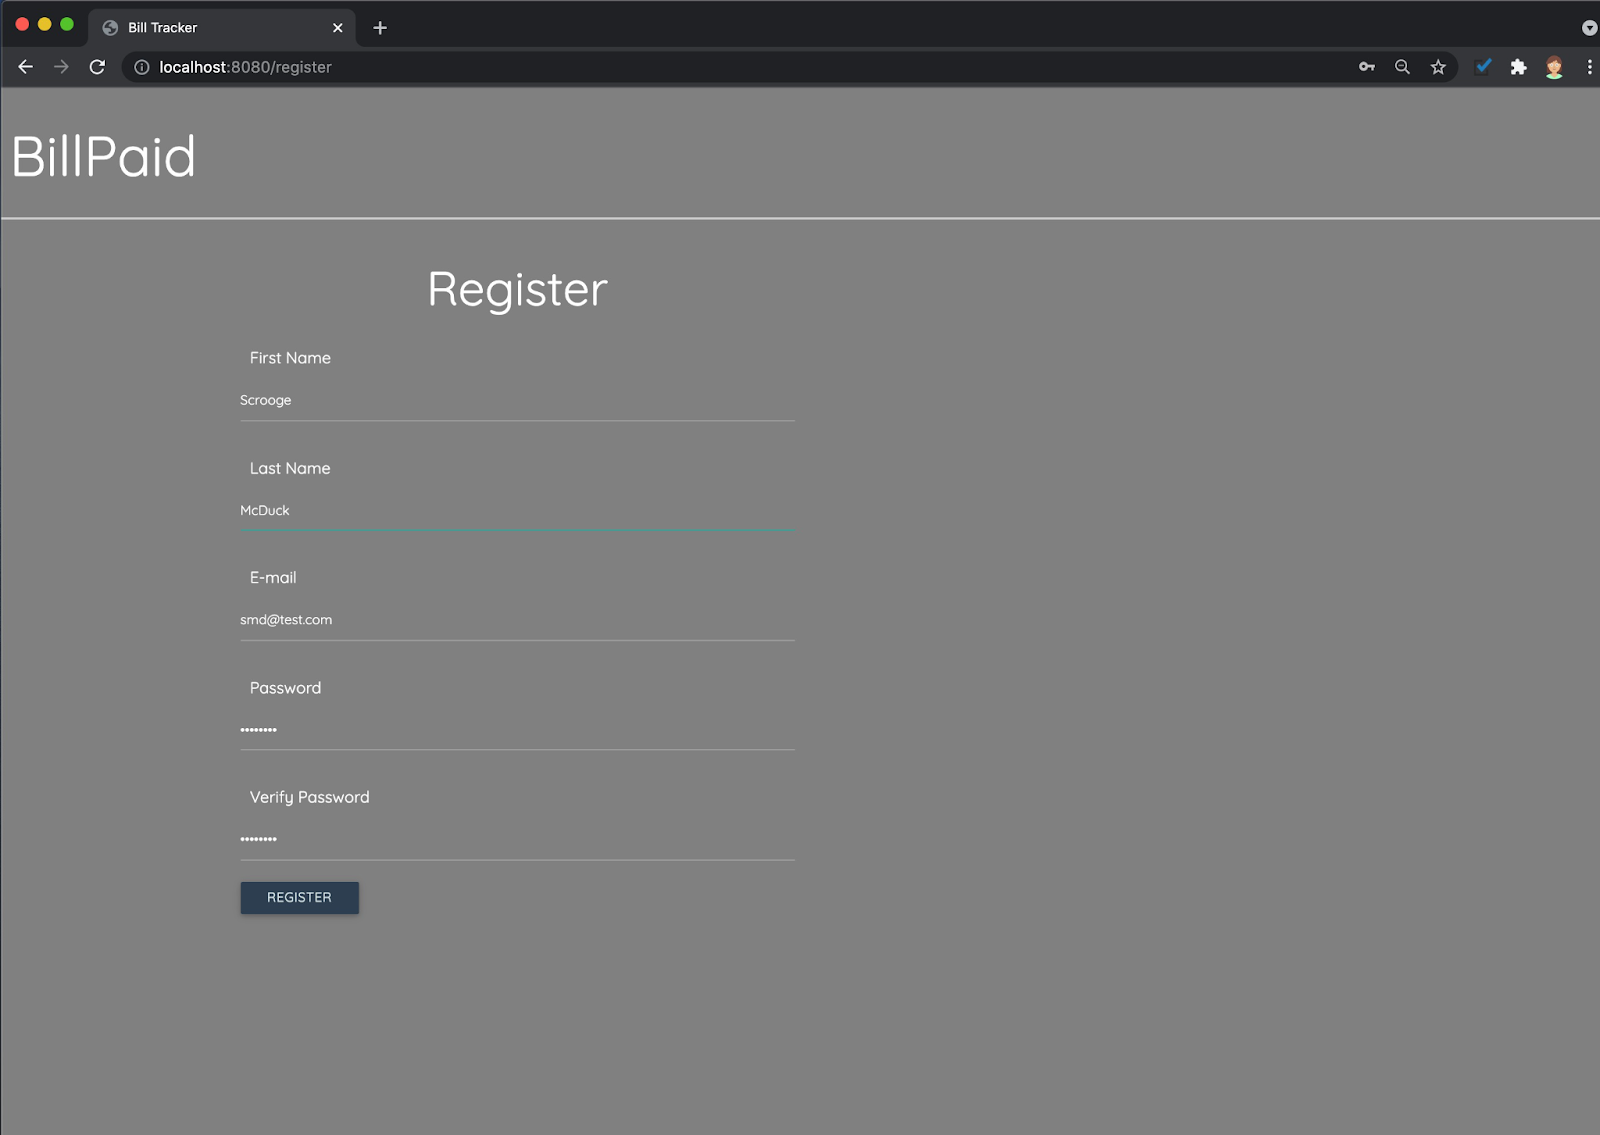 Bill Tracker
localhost:8080/register
BillPaid
Register
First Name
Scrooge
Last Name
McDuck
E-mail
smd@test.com
Password
••••••••
Verify Password
••••••••
REGISTER